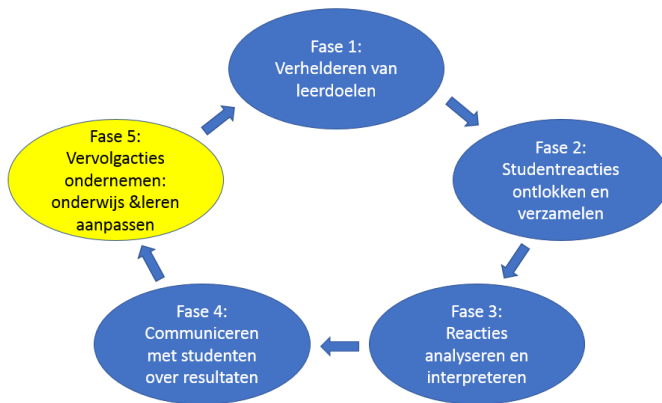 Fase 1:
Verhelderen van
leerdoelen
Fase 2:
Studentreacties
ontlokken en
verzamelen
Fase 3:
Reacties
analyseren en
interpreteren
Fase 4:
Communiceren
met studenten
over resultaten
Fase 5:
Vervolgacties
ondernemen:
onderwijs &leren
aanpassen